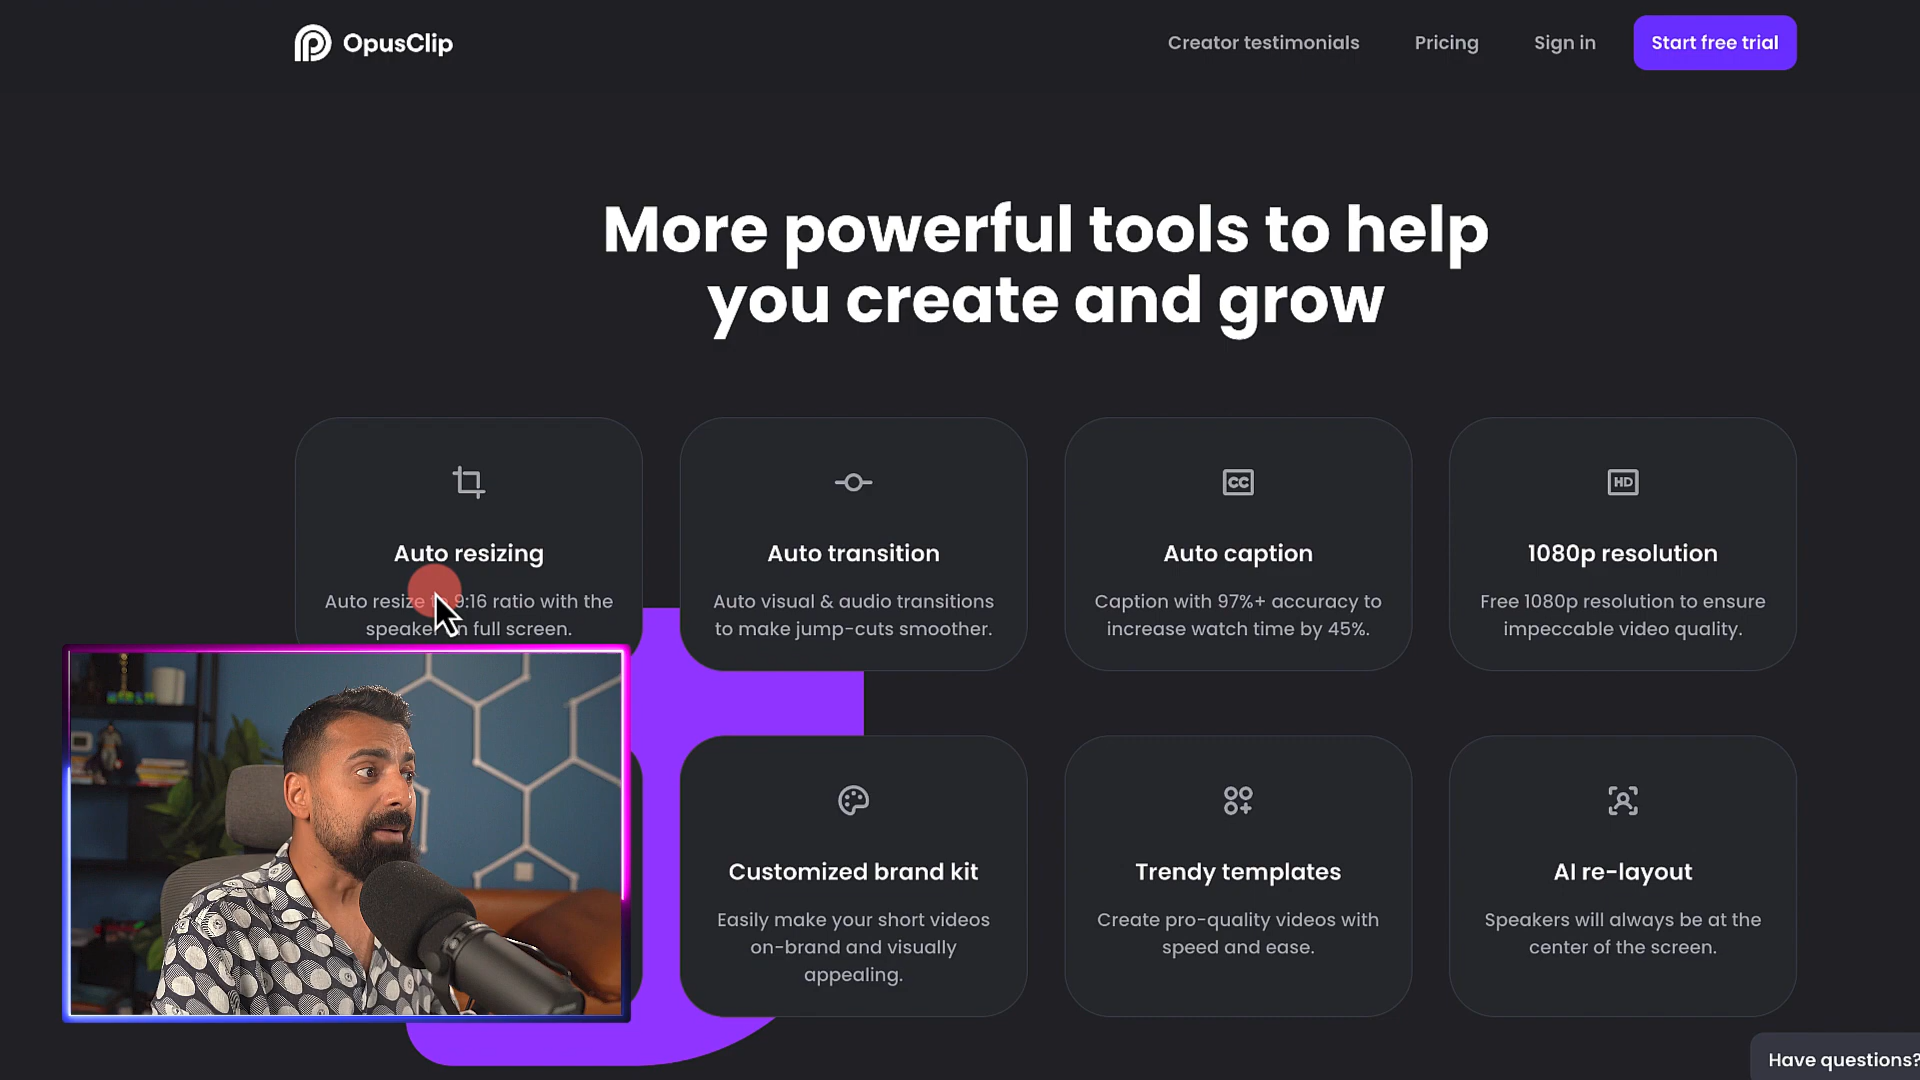 OpusClip
Creator testimonials
Pricing
Sign in
Start free trial
More powerful tools to help
you create and grow
CC
HD
Auto resizing
Auto transition
Auto caption
1080p resolution
Auto resize 9:16 ratio with the
speaker in full screen.
Auto visual & audio transitions
to make jump-cuts smoother.
Caption with 97%+ accuracy to
increase watch time by 45%.
Free 1080p resolution to ensure
impeccable video quality.
Customized brand kit
Trendy templates
AI re-layout
Easily make your short videos
on-brand and visually
appealing.
Create pro-quality videos with
speed and ease.
Speakers will always be at the
center of the screen.
Have questions?